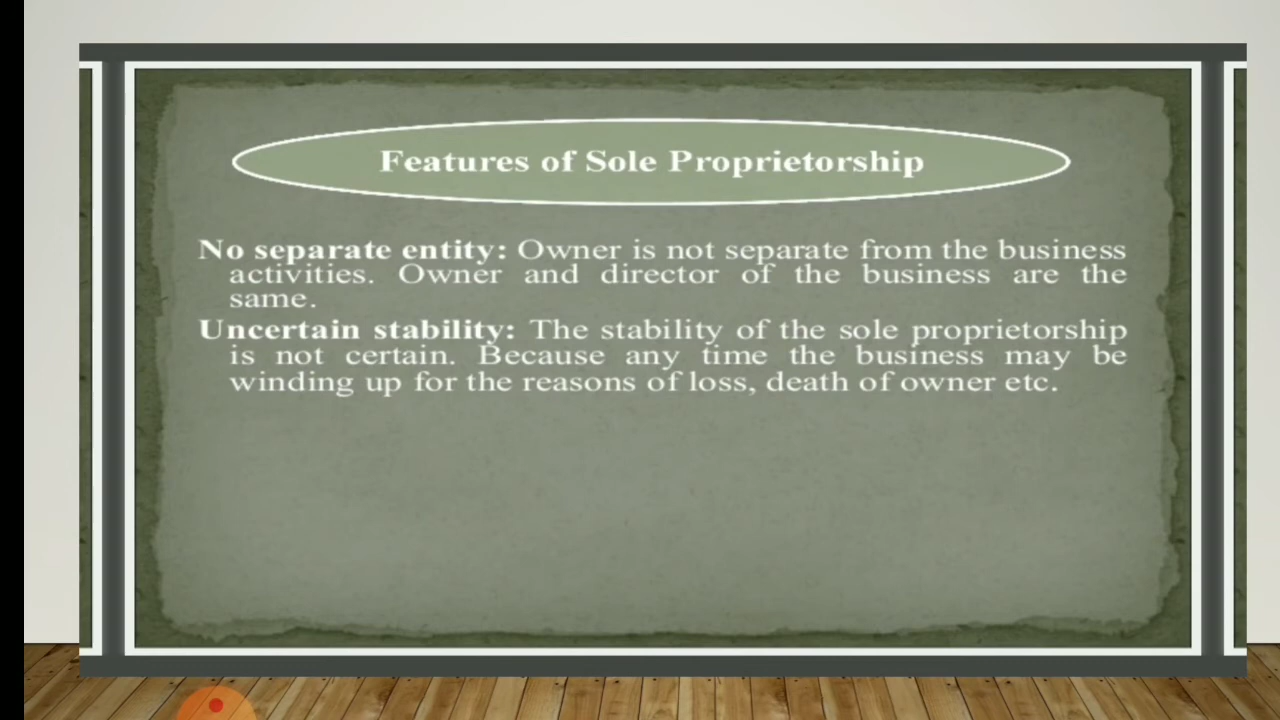 Features of Sole Proprietorship
No separate entity: Owner is not separate from the business
activities. Owner and director of the business are the
same.
Uncertain stability: The stability of the sole proprietorship
is not certain. Because any time the business may be
winding up for the reasons of loss, death of owner etc.